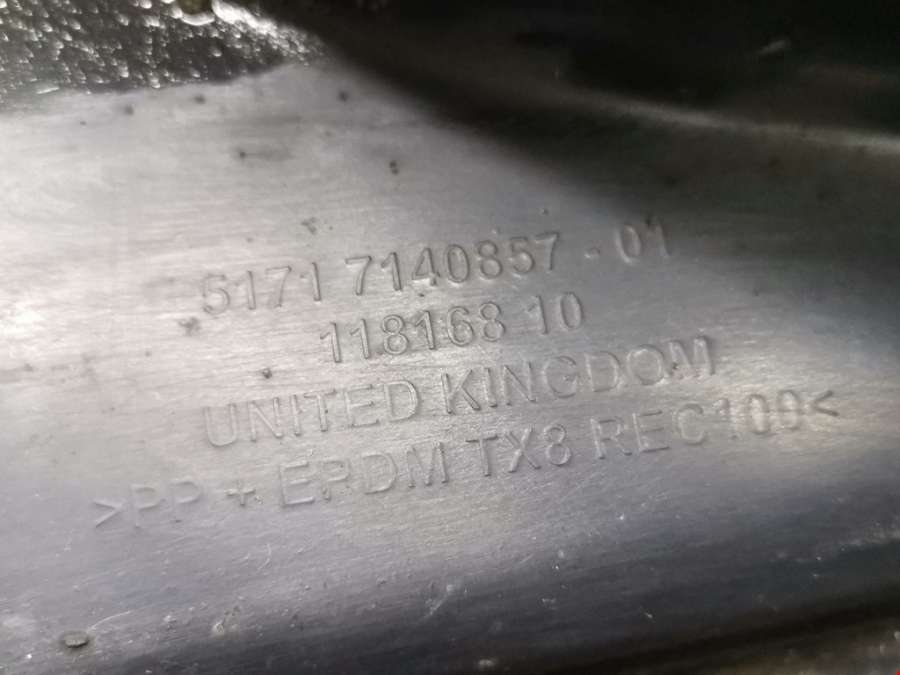 5171 7140857 - 01
118168 10
UNITED KINGDOM
>PP + EPDM TX8 REC100<